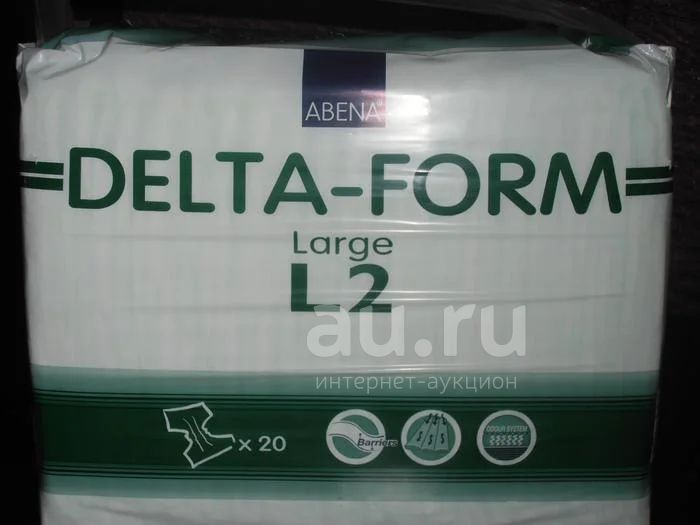 ABENA
DELTA-FORM
Large
L2
au.ru
интернет-аукцион
x 20
Barriers
ODOUR SYSTEM